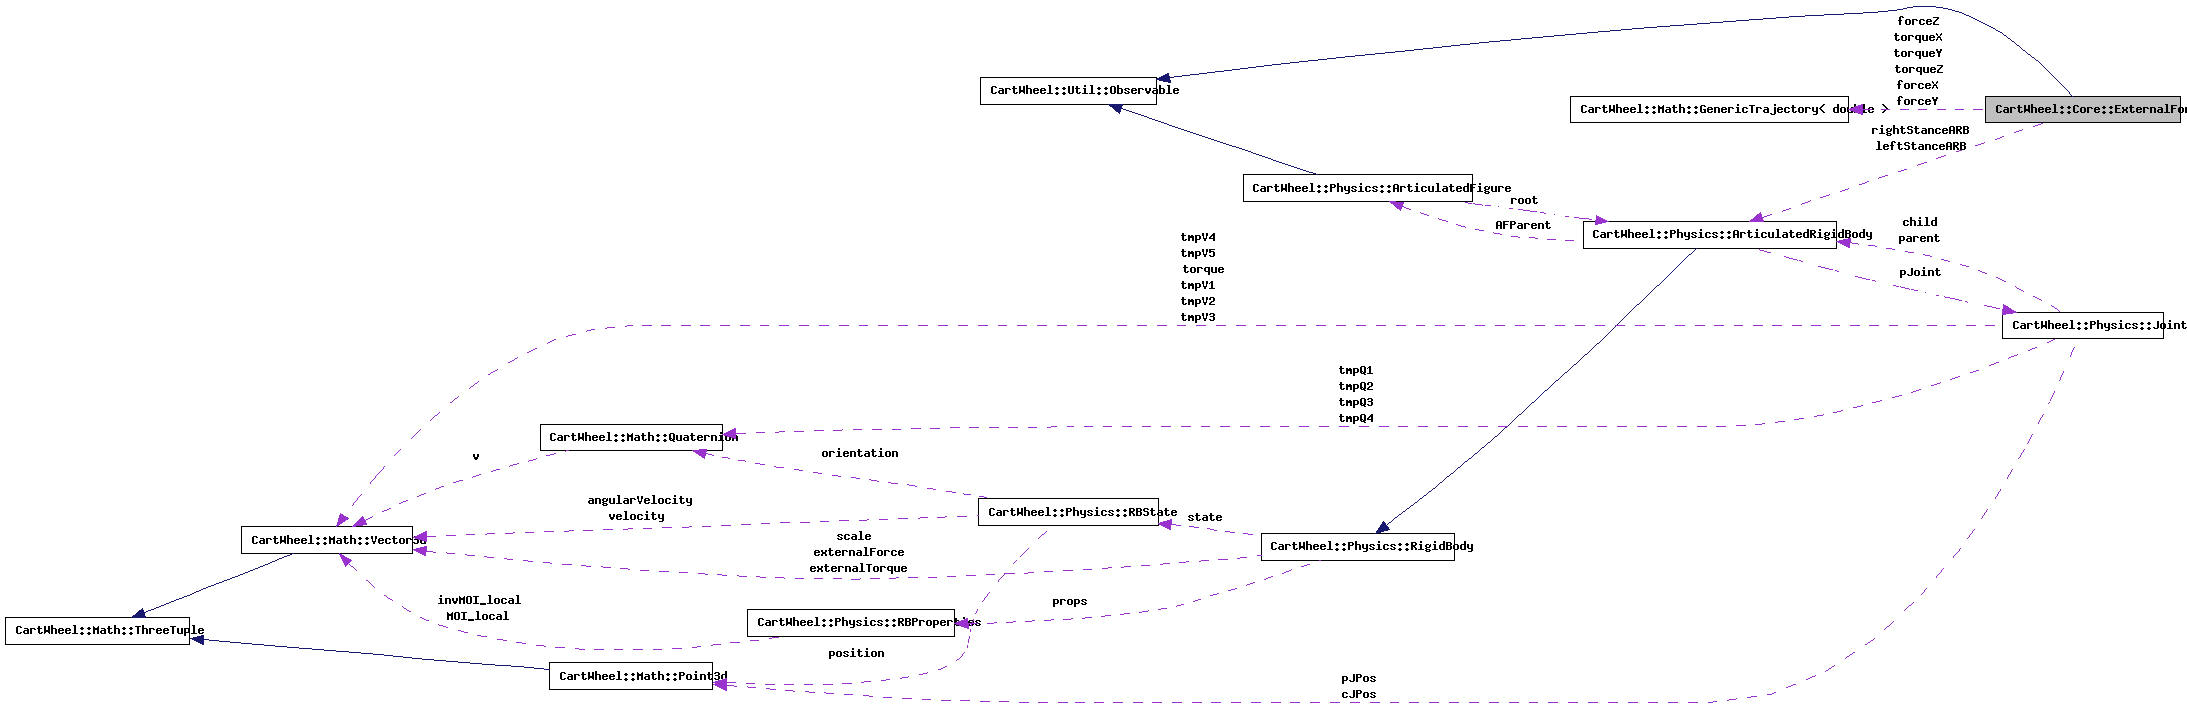 forceZ
torqueX
torqueY
torqueZ
forceX
forceY
CartWheel::Util::Observable
CartWheel::Math::GenericTrajectory< double >
CartWheel::Core::ExternalFor
rightStanceARB
leftStanceARB
CartWheel::Physics::ArticulatedFigure
root
AFParent
CartWheel::Physics::ArticulatedRigidBody
child
parent
pJoint
tmpV4
tmpV5
torque
tmpV1
tmpV2
tmpV3
CartWheel::Physics::Joint
tmpQ1
tmpQ2
tmpQ3
tmpQ4
CartWheel::Math::Quaternion
v
orientation
angularVelocity
velocity
CartWheel::Physics::RBState
state
CartWheel::Math::Vector3d
scale
externalForce
externalTorque
CartWheel::Physics::RigidBody
invMOI_local
MOI_local
props
CartWheel::Physics::RBProperties
CartWheel::Math::ThreeTuple
position
CartWheel::Math::Point3d
pJPos
cJPos